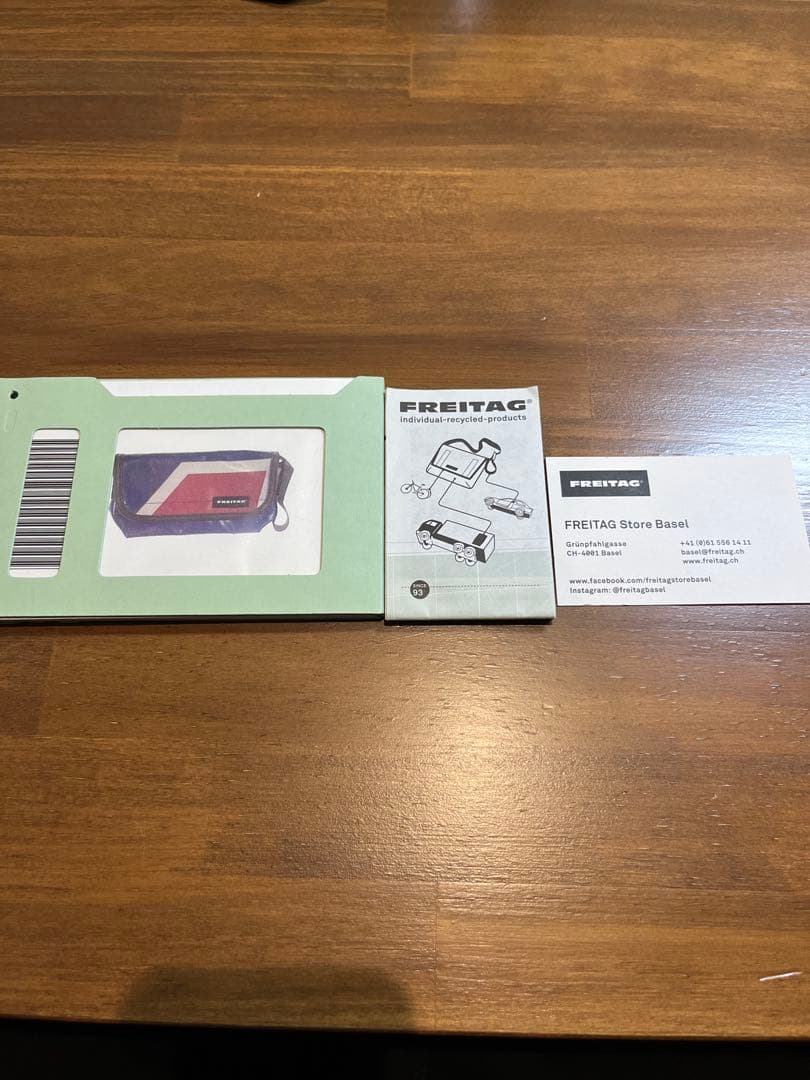 FREITAG
FREITAG®
individual-recycled-products
SINCE
93
FREITAG®
FREITAG Store Basel
Grünpfahlgasse
CH-4001 Basel
+41 (0)61 556 14 11
basel@freitag.ch
www.freitag.ch
www.facebook.com/freitagstorebasel
Instagram: @freitagbasel